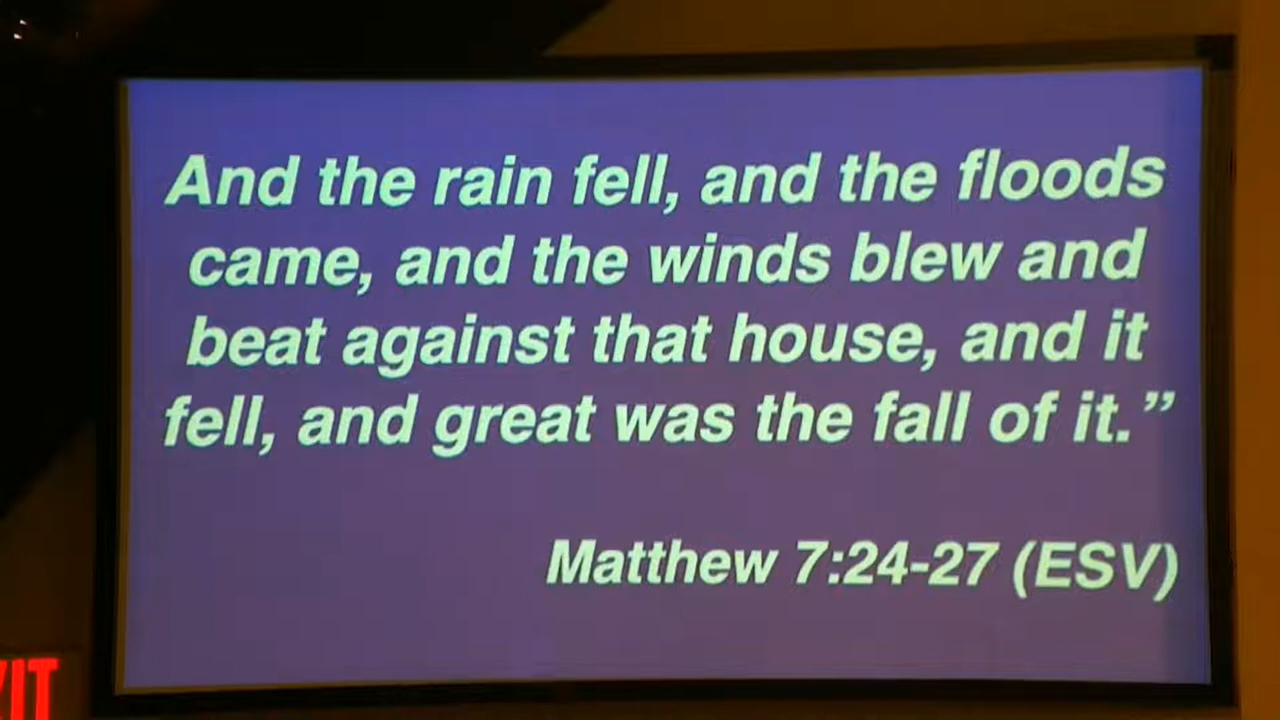 And the rain fell, and the floods
came, and the winds blew and
beat against that house, and it
fell, and great was the fall of it.”
Matthew 7:24-27 (ESV)
XIT